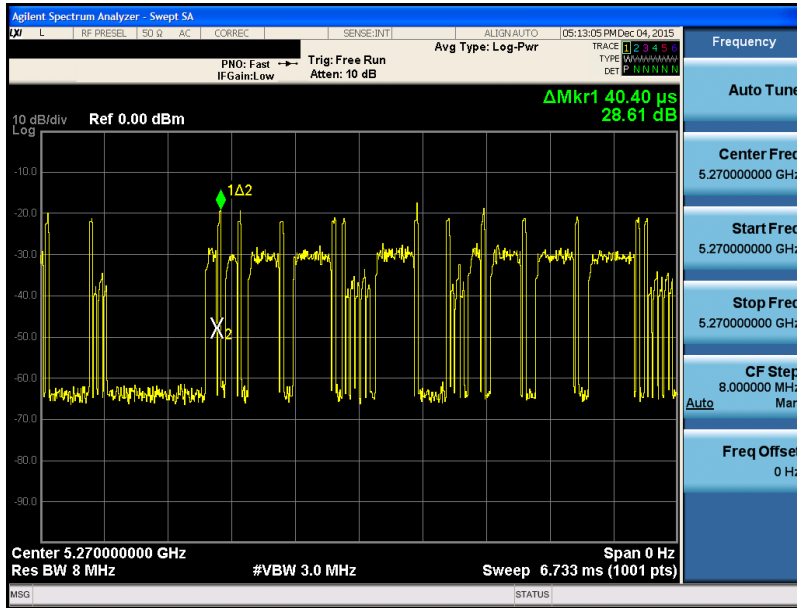 Agilent Spectrum Analyzer - Swept SA
LXI L RF PRESEL 50 Ω AC CORREC SENSE:INT ALIGN AUTO 05:13:05 PM Dec 04, 2015
Avg Type: Log-Pwr
TRACE 1 2 3 4 5 6
TYPE W
DET P N N N N N
PNO: Fast
IFGain:Low
Trig: Free Run
Atten: 10 dB
ΔMkr1 40.40 µs
28.61 dB
10 dB/div Ref 0.00 dBm
Log
-10.0
-20.0
-30.0
-40.0
-50.0
-60.0
-70.0
-80.0
-90.0
1Δ2
2
Center 5.270000000 GHz
Span 0 Hz
Res BW 8 MHz
#VBW 3.0 MHz
Sweep 6.733 ms (1001 pts)
MSG
STATUS
Frequency
Auto Tune
Center Freq
5.270000000 GHz
Start Freq
5.270000000 GHz
Stop Freq
5.270000000 GHz
CF Step
8.000000 MHz
Auto Man
Freq Offset
0 Hz